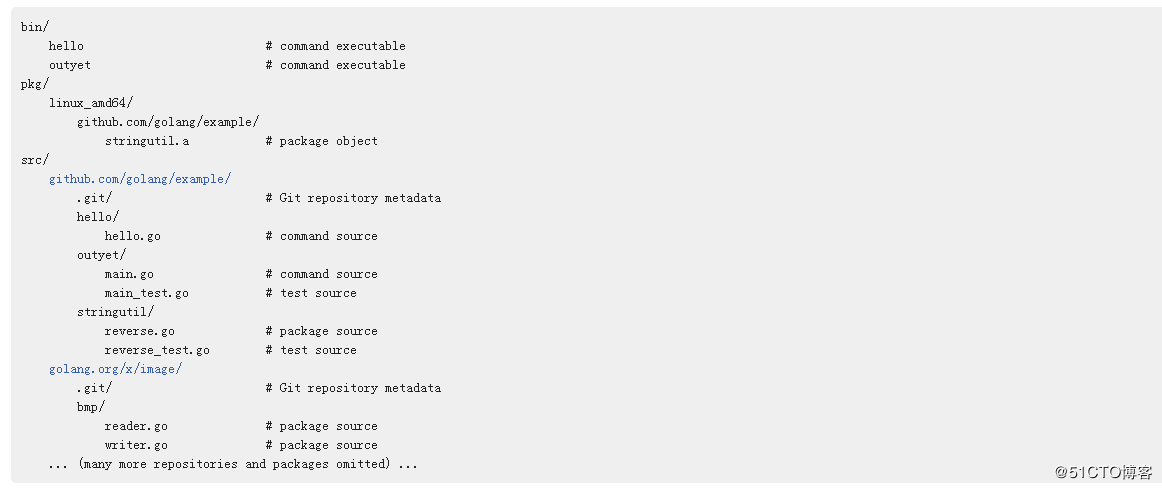 bin/
    hello                          # command executable
    outyet                         # command executable
pkg/
    linux_amd64/
        github.com/golang/example/
            stringutil.a           # package object
src/
    github.com/golang/example/
        .git/                      # Git repository metadata
        hello/
            hello.go               # command source
        outyet/
            main.go                # command source
            main_test.go           # test source
        stringutil/
            reverse.go             # package source
            reverse_test.go        # test source
    golang.org/x/image/
        .git/                      # Git repository metadata
        bmp/
            reader.go              # package source
            writer.go              # package source
    ... (many more repositories and packages omitted) ...
@51CTO博客